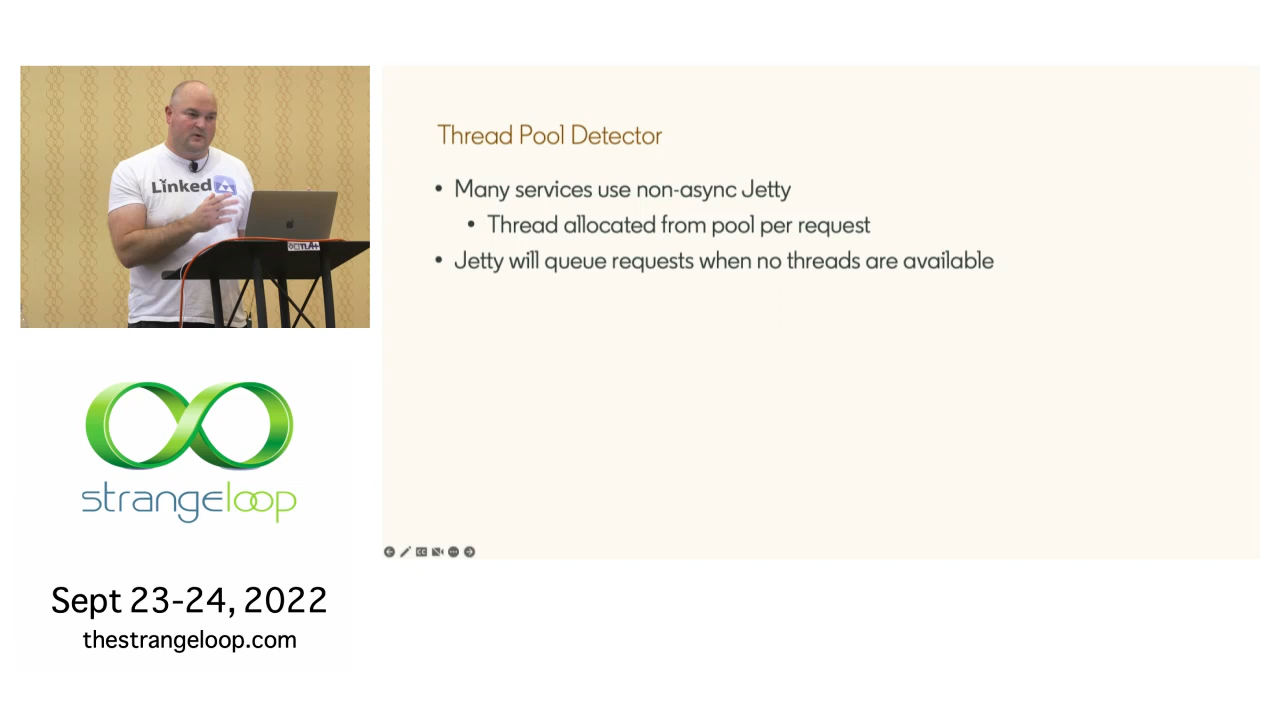 Thread Pool Detector
• Many services use non-async Jetty
• Thread allocated from pool per request
• Jetty will queue requests when no threads are available
Linked
strangeloop
Sept 23-24, 2022
thestrangeloop.com